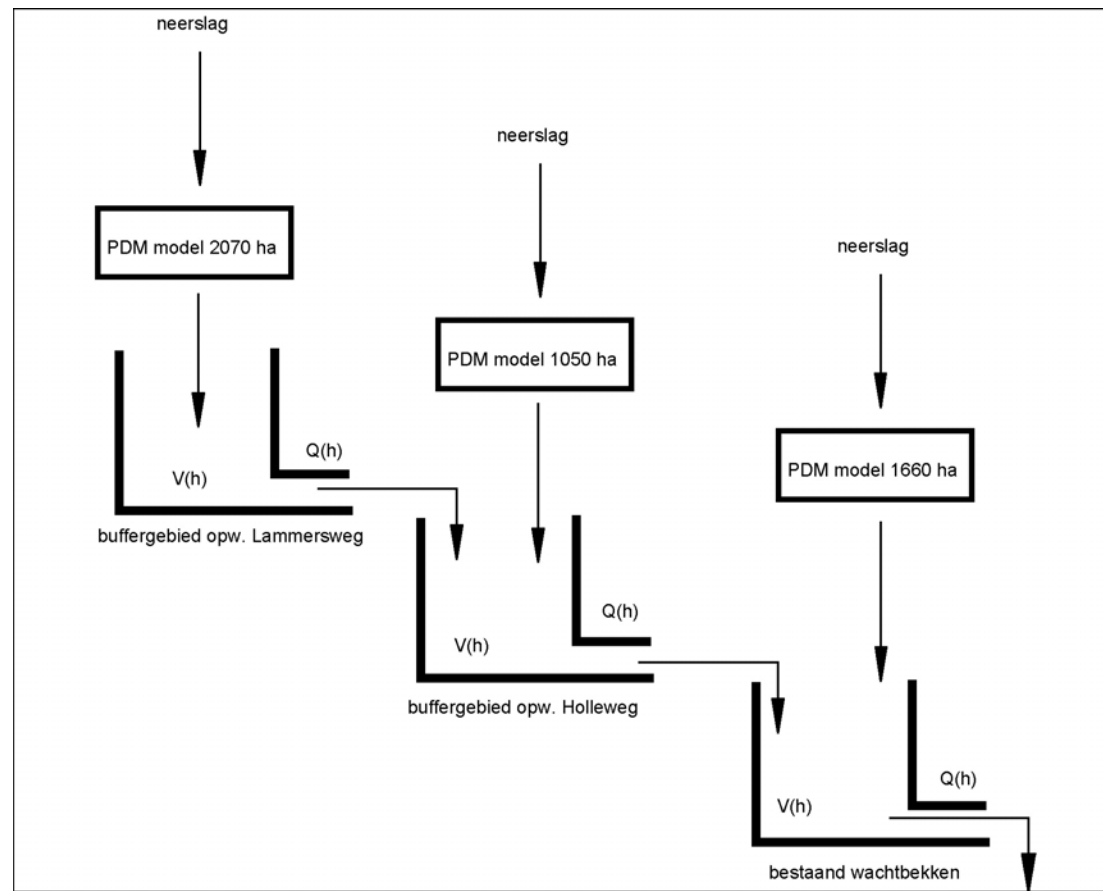 neerslag
neerslag
PDM model 2070 ha
neerslag
PDM model 1050 ha
Q(h)
V(h)
PDM model 1660 ha
buffergebied opw. Lammersweg
Q(h)
V(h)
buffergebied opw. Holleweg
Q(h)
V(h)
bestaand wachtbekken